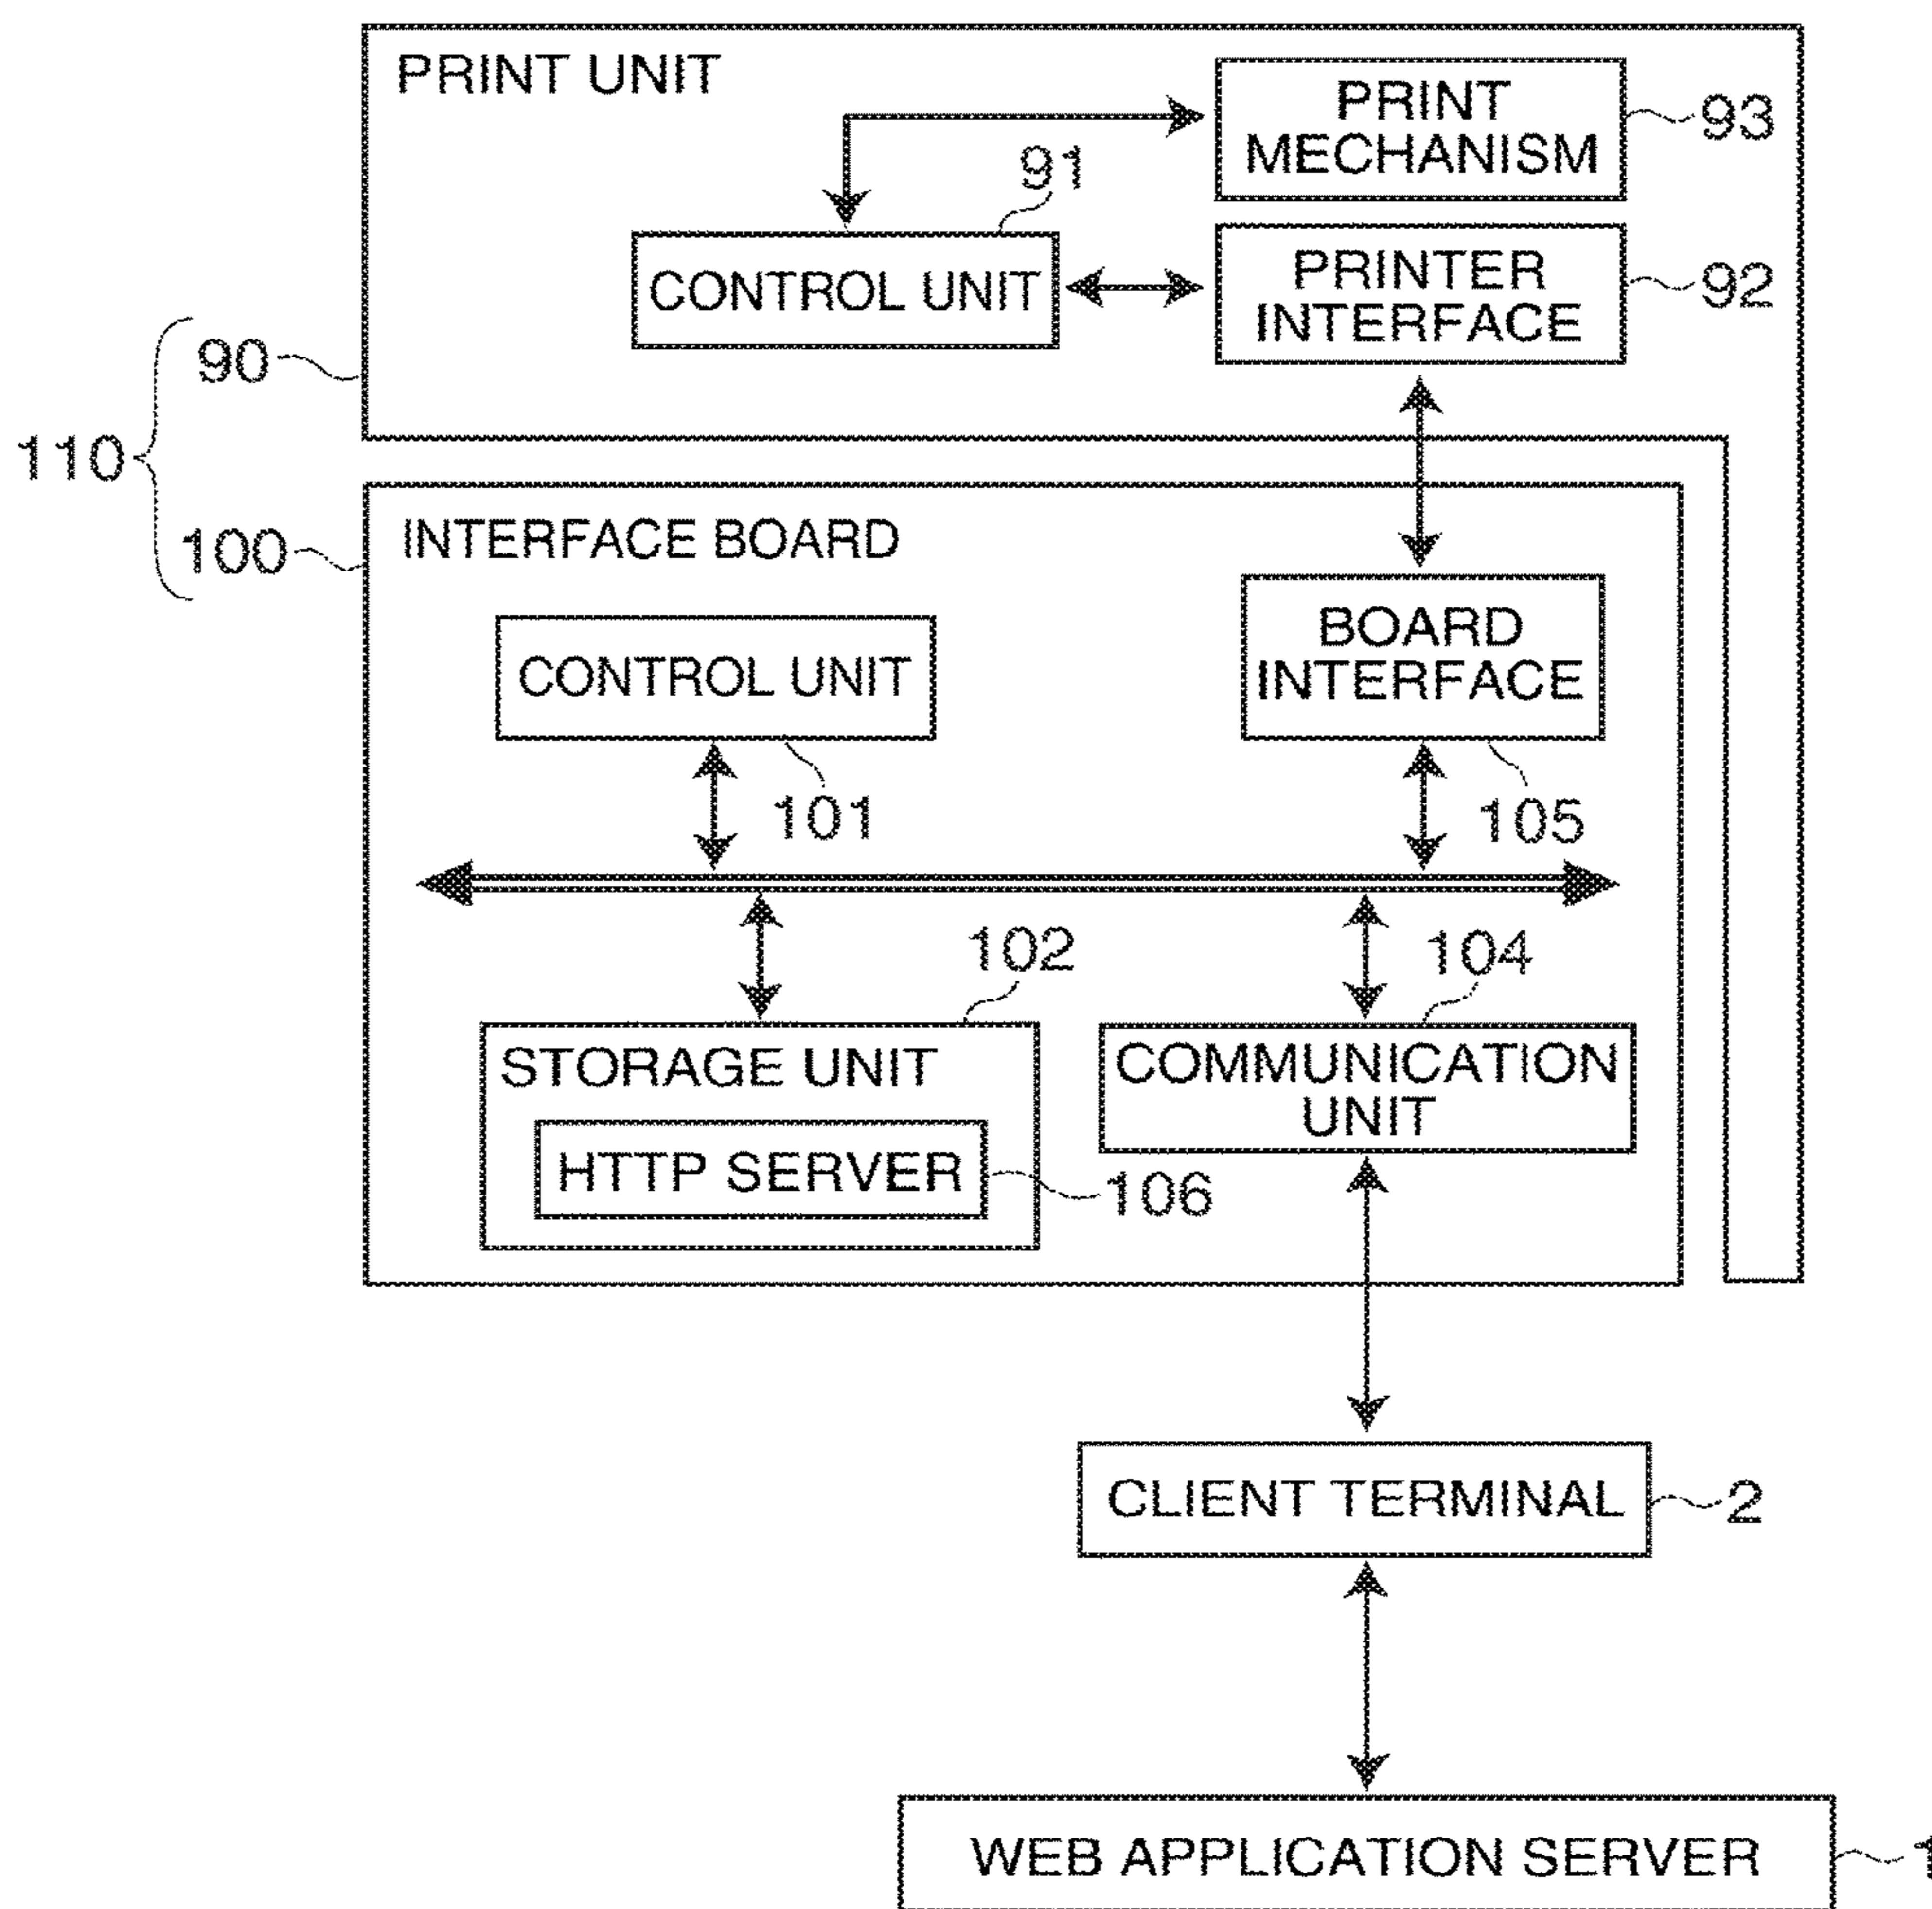 PRINT UNIT
PRINT
MECHANISM
93
91
CONTROL UNIT
PRINTER
INTERFACE
92
90
110
100
INTERFACE BOARD
CONTROL UNIT
101
BOARD
INTERFACE
105
102
104
STORAGE UNIT
HTTP SERVER
106
COMMUNICATION
UNIT
CLIENT TERMINAL
2
WEB APPLICATION SERVER
1